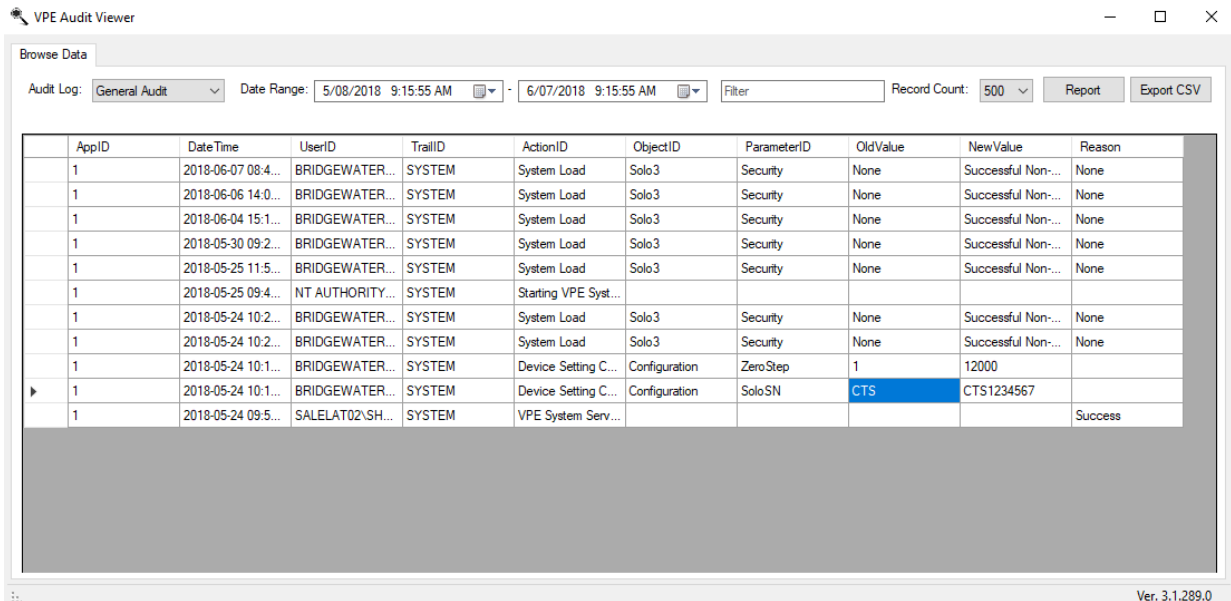 VPE Audit Viewer
Browse Data
Audit Log: General Audit Date Range: 5/08/2018 9:15:55 AM - 6/07/2018 9:15:55 AM Filter Record Count: 500 Report Export CSV
AppID DateTime UserID TrailID ActionID ObjectID ParameterID OldValue NewValue Reason
1 2018-06-07 08:4... BRIDGEWATER... SYSTEM System Load Solo3 Security None Successful Non-... None
1 2018-06-06 14:0... BRIDGEWATER... SYSTEM System Load Solo3 Security None Successful Non-... None
1 2018-06-04 15:1... BRIDGEWATER... SYSTEM System Load Solo3 Security None Successful Non-... None
1 2018-05-30 09:2... BRIDGEWATER... SYSTEM System Load Solo3 Security None Successful Non-... None
1 2018-05-25 11:5... BRIDGEWATER... SYSTEM System Load Solo3 Security None Successful Non-... None
1 2018-05-25 09:4... NT AUTHORITY... SYSTEM Starting VPE Syst...
1 2018-05-24 10:2... BRIDGEWATER... SYSTEM System Load Solo3 Security None Successful Non-... None
1 2018-05-24 10:2... BRIDGEWATER... SYSTEM System Load Solo3 Security None Successful Non-... None
1 2018-05-24 10:1... BRIDGEWATER... SYSTEM Device Setting C... Configuration ZeroStep 1 12000
1 2018-05-24 10:1... BRIDGEWATER... SYSTEM Device Setting C... Configuration SoloSN CTS CTS1234567
1 2018-05-24 09:5... SALELAT02\SH... SYSTEM VPE System Serv... Success
Ver. 3.1.289.0